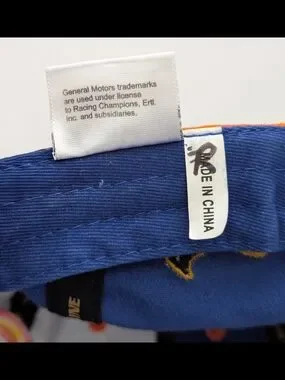 General Motors trademarks
are used under license
to Racing Champions, Ertl,
Inc. and subsidiaries.
MADE IN CHINA